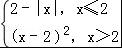 2-|x|, x≤2
(x-2)², x>2